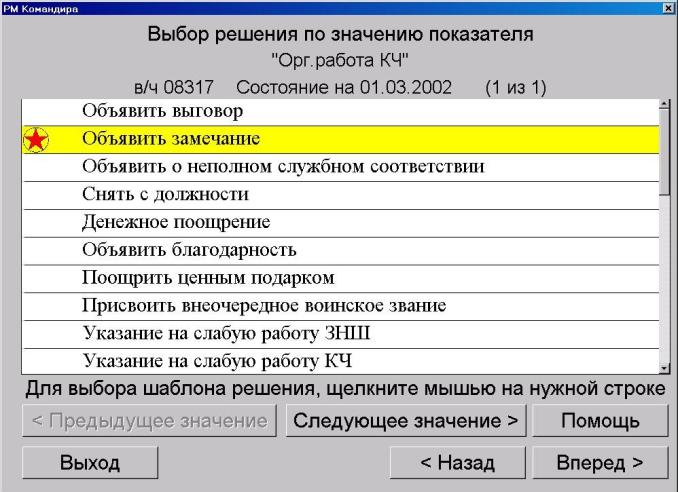 РМ Командира
Выбор решения по значению показателя
"Орг.работа КЧ"
в/ч 08317 Состояние на 01.03.2002 (1 из 1)
Объявить выговор
Объявить замечание
Объявить о неполном службном соответствии
Снять с должности
Денежное поощрение
Объявить благодарность
Поощрить ценным подарком
Присвоить внеочередное воинское звание
Указание на слабую работу ЗНШ
Указание на слабую работу КЧ
Для выбора шаблона решения, щелкните мышью на нужной строке
< Предыдущее значение Следующее значение > Помощь
Выход < Назад Вперед >